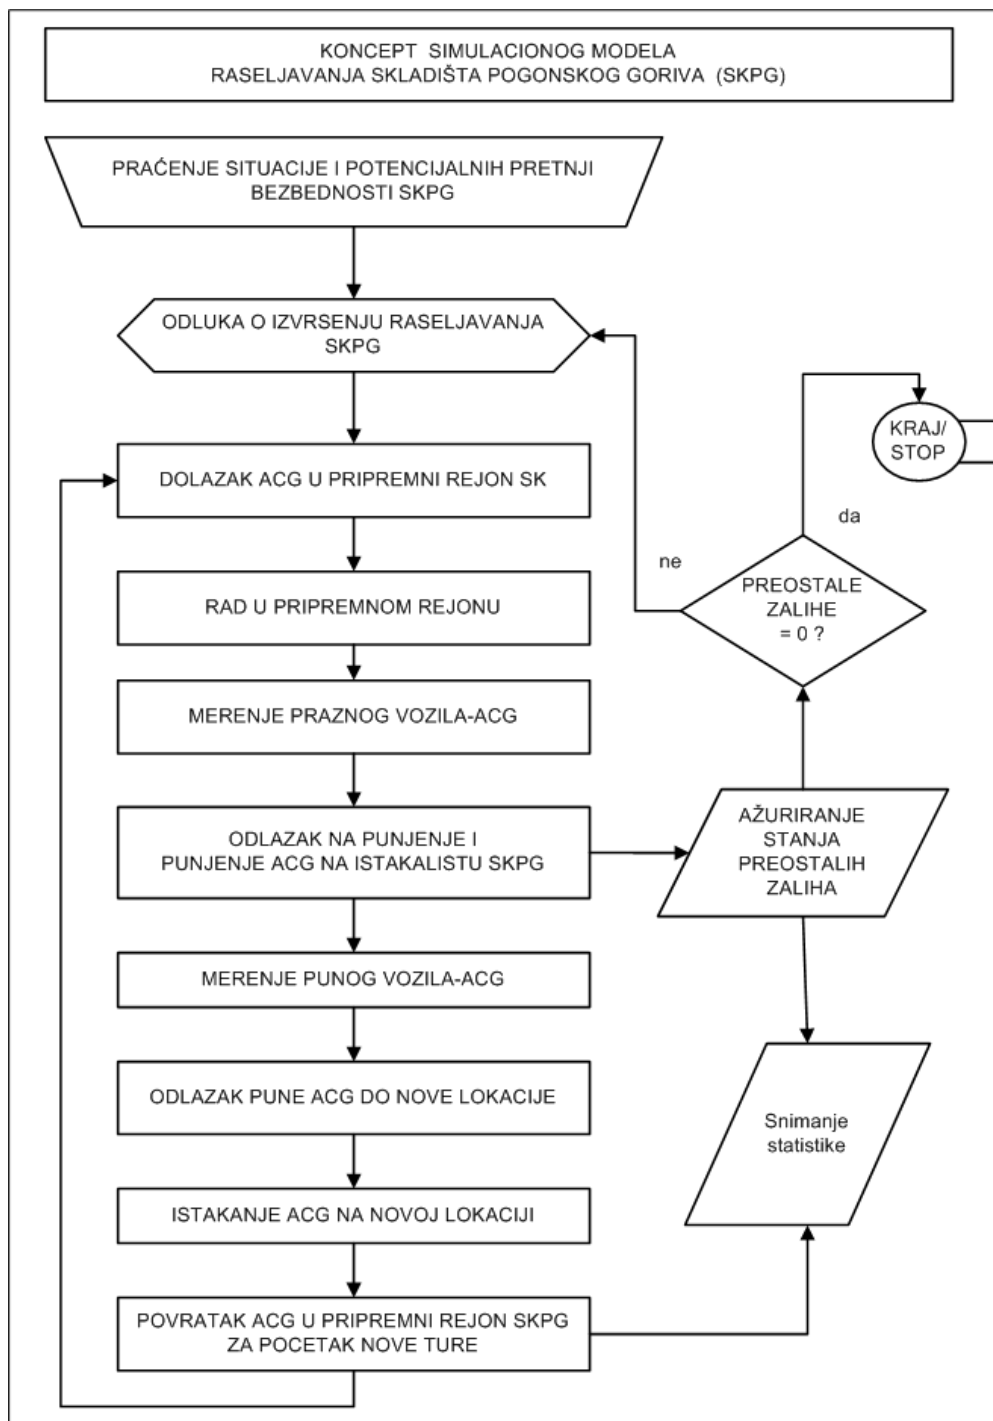 KONCEPT SIMULACIONOG MODELA
RASELJAVANJA SKLADIŠTA POGONSKOG GORIVA (SKPG)
PRAĆENJE SITUACIJE I POTENCIJALNIH PRETNJI
BEZBEDNOSTI SKPG
ODLUKA O IZVRSENJU RASELJAVANJA
SKPG
DOLAZAK ACG U PRIPREMNI REJON SK
RAD U PRIPREMNOM REJONU
MERENJE PRAZNOG VOZILA-ACG
ODLAZAK NA PUNJENJE I
PUNJENJE ACG NA ISTAKALISTU SKPG
MERENJE PUNOG VOZILA-ACG
ODLAZAK PUNE ACG DO NOVE LOKACIJE
ISTAKANJE ACG NA NOVOJ LOKACIJI
POVRATAK ACG U PRIPREMNI REJON SKPG
ZA POCETAK NOVE TURE
KRAJ/
STOP
da
ne
PREOSTALE
ZALIHE
= 0 ?
AŽURIRANJE
STANJA
PREOSTALIH
ZALIHA
Snimanje
statistike